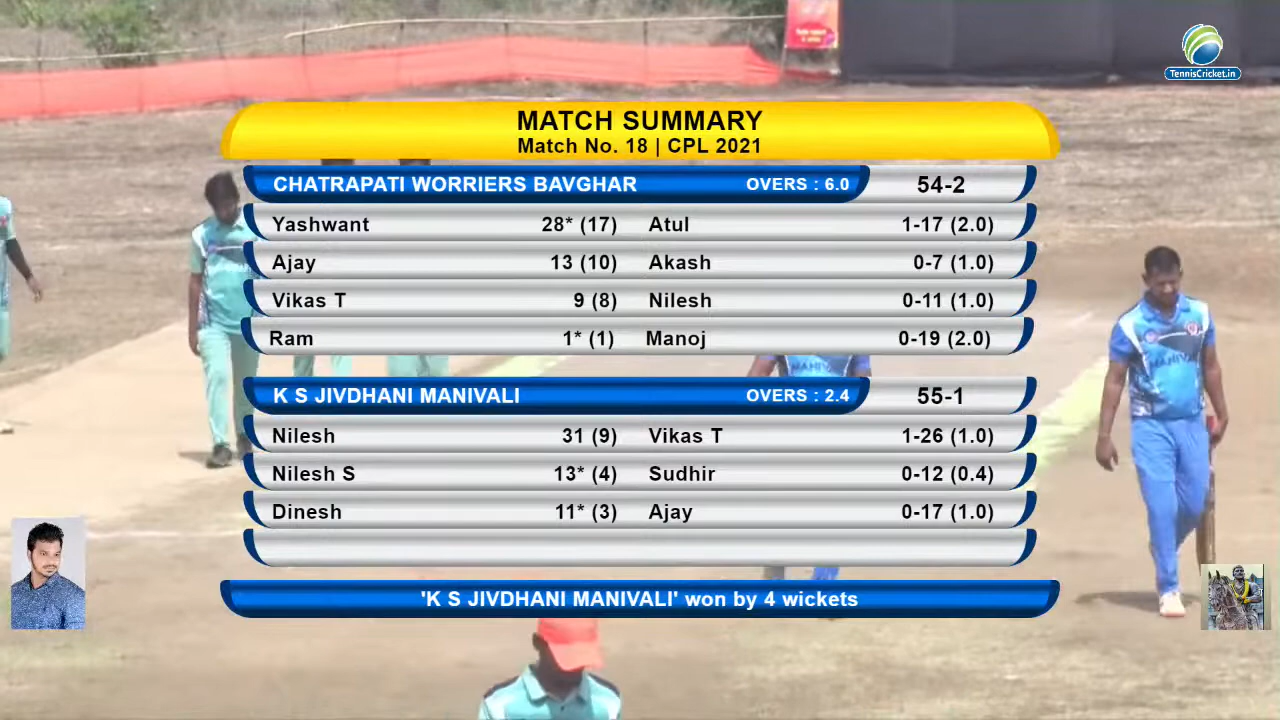 TennisCricket.in
MATCH SUMMARY
Match No. 18 | CPL 2021
CHATRAPATI WORRIERS BAVGHAR OVERS : 6.0 54-2
Yashwant 28* (17) Atul 1-17 (2.0)
Ajay 13 (10) Akash 0-7 (1.0)
Vikas T 9 (8) Nilesh 0-11 (1.0)
Ram 1* (1) Manoj 0-19 (2.0)
MANIVALI
K S JIVDHANI MANIVALI OVERS : 2.4 55-1
Nilesh 31 (9) Vikas T 1-26 (1.0)
Nilesh S 13* (4) Sudhir 0-12 (0.4)
Dinesh 11* (3) Ajay 0-17 (1.0)
'K S JIVDHANI MANIVALI' won by 4 wickets